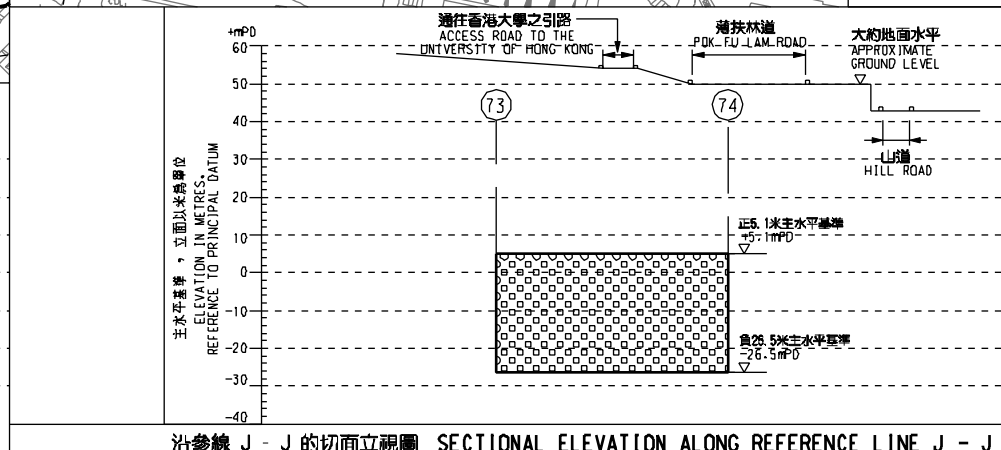 +mPD
60
50
40
30
20
10
0
-10
-20
-30
-40
主水平基準，立面以米為單位
ELEVATION IN METRES.
REFERENCE TO PRINCIPAL DATUM
通往香港大學之引路
ACCESS ROAD TO THE
UNIVERSITY OF HONG KONG
薄扶林道
POK FU LAM ROAD
大約地面水平
APPROXIMATE
GROUND LEVEL
山道
HILL ROAD
73
74
正5.1米主水平基準
+5.1mPD
負26.5米主水平基準
-26.5mPD
沿參線 J - J 的切面立視圖 SECTIONAL ELEVATION ALONG REFERENCE LINE J - J